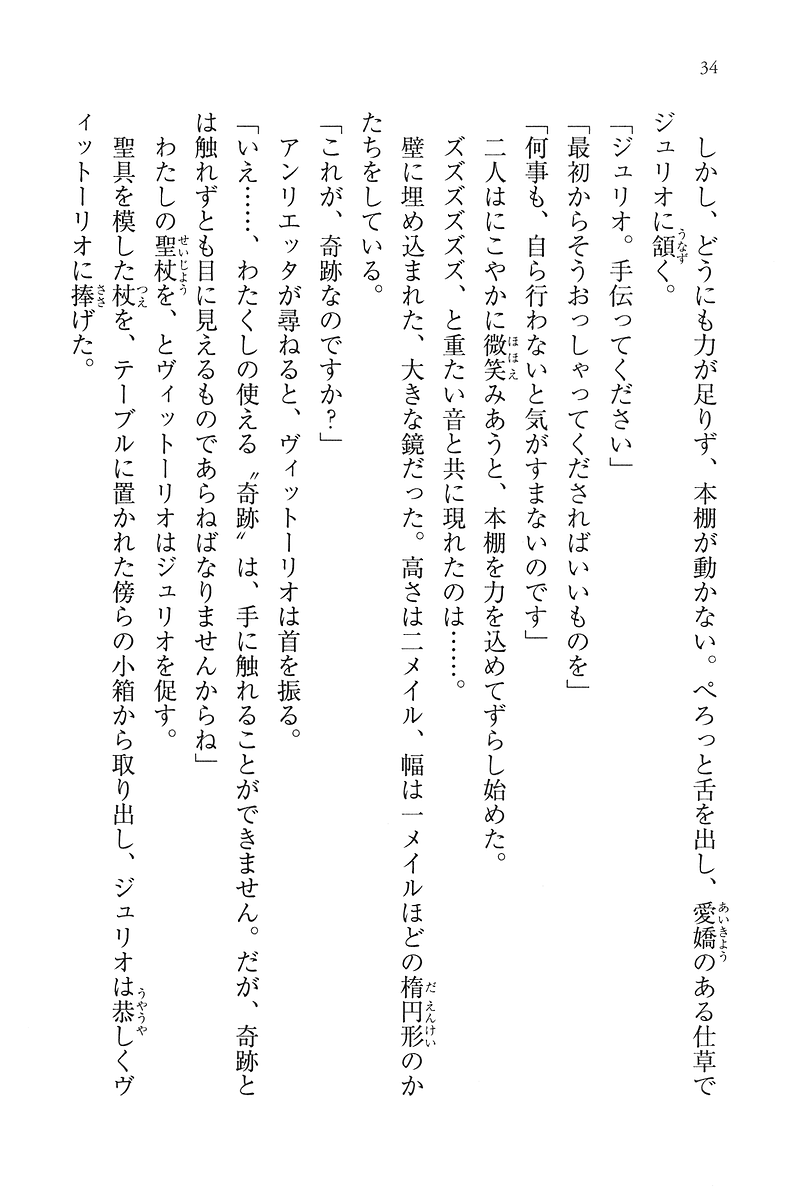 34
しかし、どうにも力が足りず、本棚が動かない。ぺろっと舌を出し、愛嬌のある仕草で
ジュリオに頷く。
「ジュリオ。手伝ってください」
「最初からそうおっしゃってくださればいいものを」
「何事も、自ら行わないと気がすまないのです」
二人はにこやかに微笑みあうと、本棚を力を込めてずらし始めた。
ズズズズズズ、と重たい音と共に現れたのは……。
壁に埋め込まれた、大きな鏡だった。高さは二メイル、幅は一メイルほどの楕円形のか
たちをしている。
「これが、奇跡なのですか？」
アンリエッタが尋ねると、ヴィットーリオは首を振る。
「いえ……、わたくしの使える〝奇跡〟は、手に触れることができません。だが、奇跡と
は触れずとも目に見えるものであらねばなりませんからね」
わたしの聖杖を、とヴィットーリオはジュリオを促す。
聖具を模した杖を、テーブルに置かれた傍らの小箱から取り出し、ジュリオは恭しくヴ
ィットーリオに捧げた。